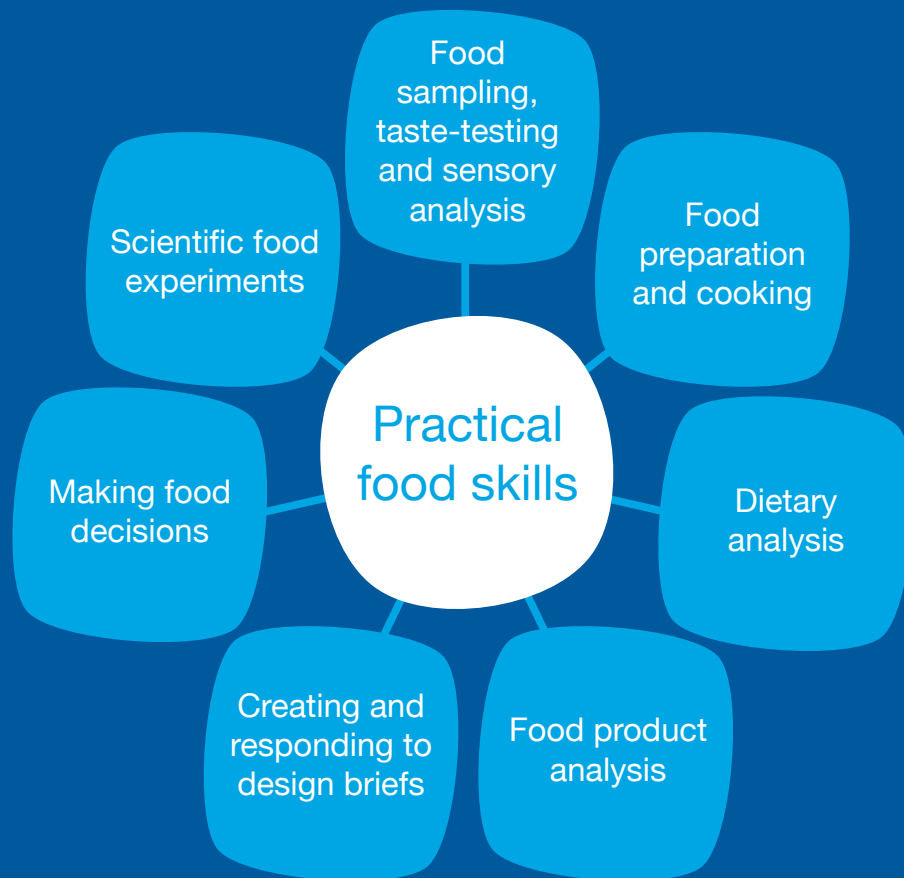 Food
sampling,
taste-testing
and sensory
analysis
Food
preparation
and cooking
Dietary
analysis
Food product
analysis
Creating and
responding to
design briefs
Making food
decisions
Scientific food
experiments
Practical
food skills